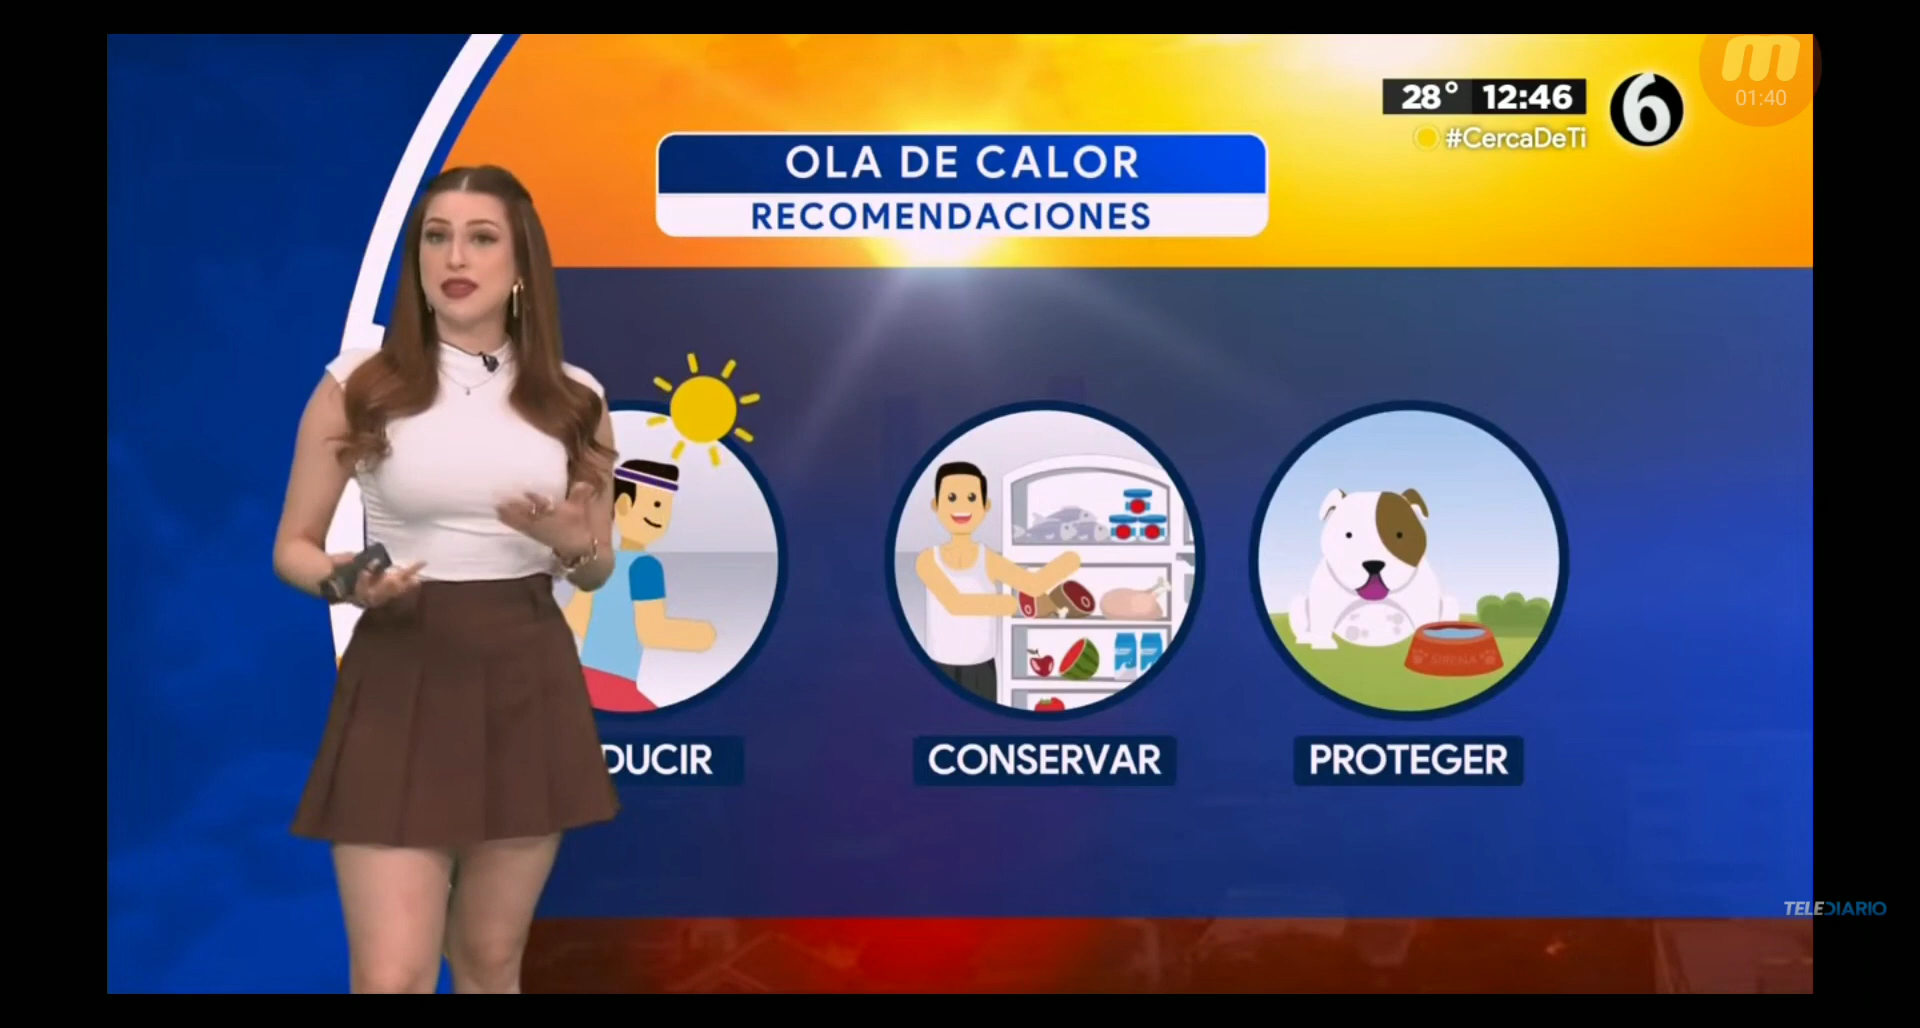 28° 12:46
6
#CercaDeTi
01:40
OLA DE CALOR
RECOMENDACIONES
DUCIR
CONSERVAR
PROTEGER
TELEDIARIO